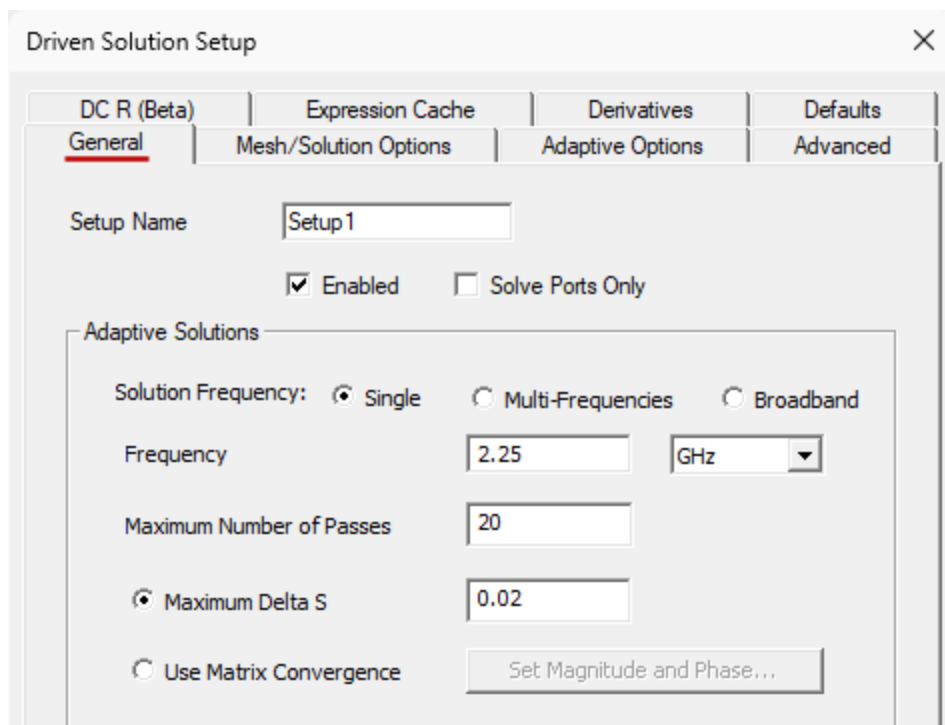 Driven Solution Setup
DC R (Beta) Expression Cache Derivatives Defaults
General Mesh/Solution Options Adaptive Options Advanced
Setup Name Setup1
Enabled Solve Ports Only
Adaptive Solutions
Solution Frequency: Single Multi-Frequencies Broadband
Frequency 2.25 GHz
Maximum Number of Passes 20
Maximum Delta S 0.02
Use Matrix Convergence Set Magnitude and Phase...